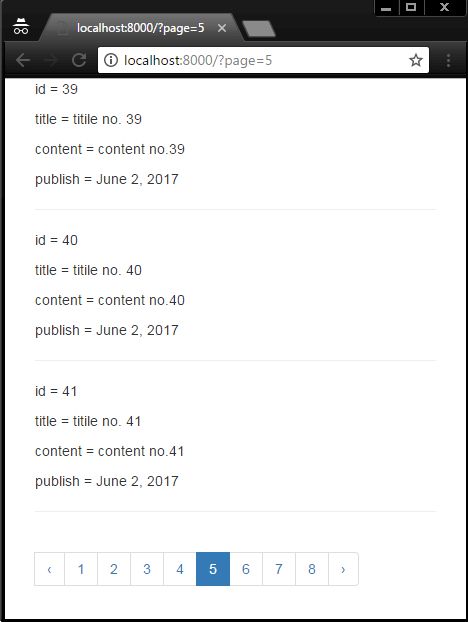 localhost:8000/?page=5
localhost:8000/?page=5
id = 39
title = titile no. 39
content = content no.39
publish = June 2, 2017
id = 40
title = titile no. 40
content = content no.40
publish = June 2, 2017
id = 41
title = titile no. 41
content = content no.41
publish = June 2, 2017
‹ 1 2 3 4 5 6 7 8 ›